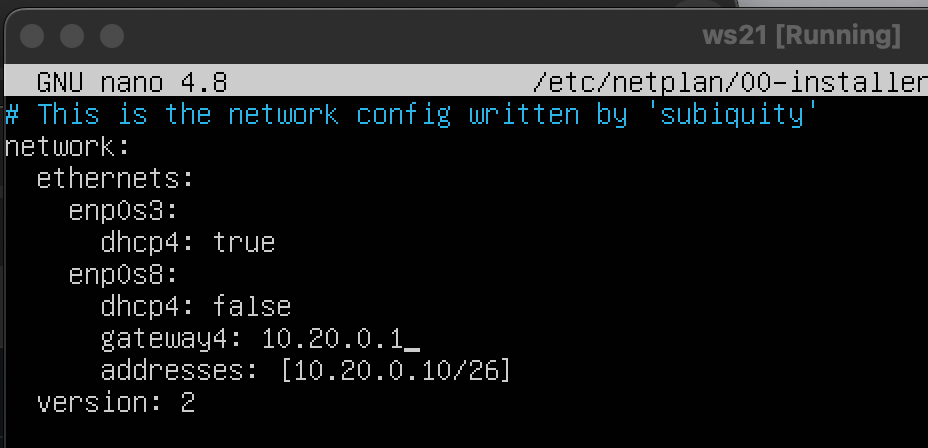 ws21 [Running]
GNU nano 4.8 /etc/netplan/00-installer
# This is the network config written by 'subiquity'
network:
  ethernets:
    enp0s3:
      dhcp4: true
    enp0s8:
      dhcp4: false
      gateway4: 10.20.0.1_
      addresses: [10.20.0.10/26]
  version: 2